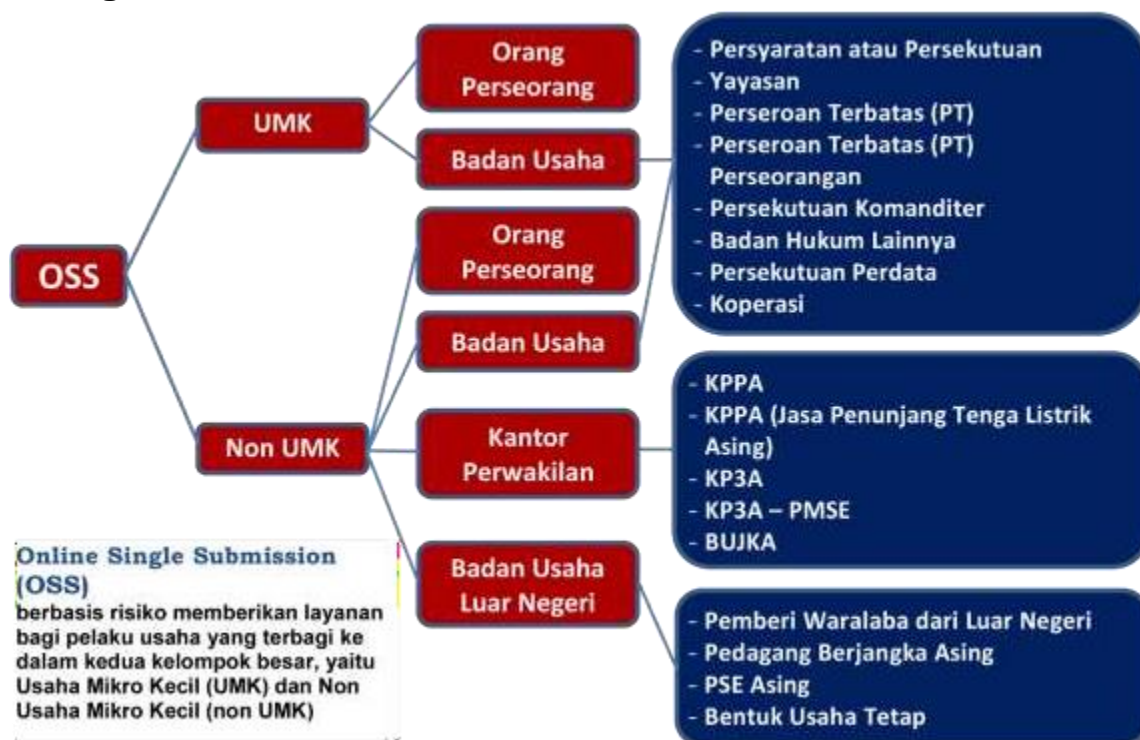 OSS
UMK
Non UMK
Orang
Perseorang
Badan Usaha
Orang
Perseorang
Badan Usaha
Kantor
Perwakilan
Badan Usaha
Luar Negeri
- Persyaratan atau Persekutuan
- Yayasan
- Perseroan Terbatas (PT)
- Perseroan Terbatas (PT)
Perseorangan
- Persekutuan Komanditer
- Badan Hukum Lainnya
- Persekutuan Perdata
- Koperasi
- KPPA
- KPPA (Jasa Penunjang Tenga Listrik
Asing)
- KP3A
- KP3A – PMSE
- BUJKA
- Pemberi Waralaba dari Luar Negeri
- Pedagang Berjangka Asing
- PSE Asing
- Bentuk Usaha Tetap
Online Single Submission
(OSS)
berbasis risiko memberikan layanan
bagi pelaku usaha yang terbagi ke
dalam kedua kelompok besar, yaitu
Usaha Mikro Kecil (UMK) dan Non
Usaha Mikro Kecil (non UMK)